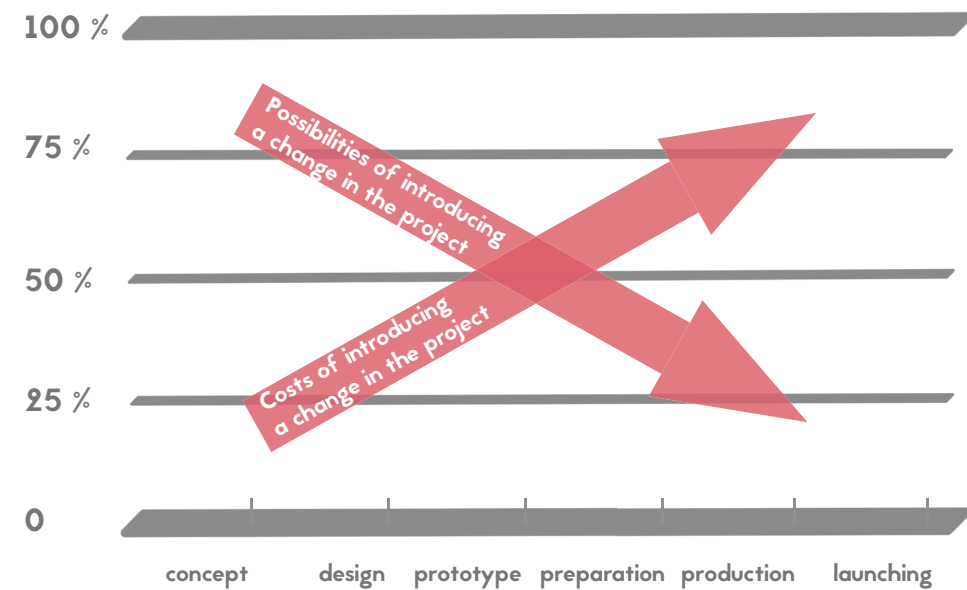 100 %
Possibilities of introducing
a change in the project
75 %
50 %
Costs of introducing
a change in the project
25 %
0
concept design prototype preparation production launching